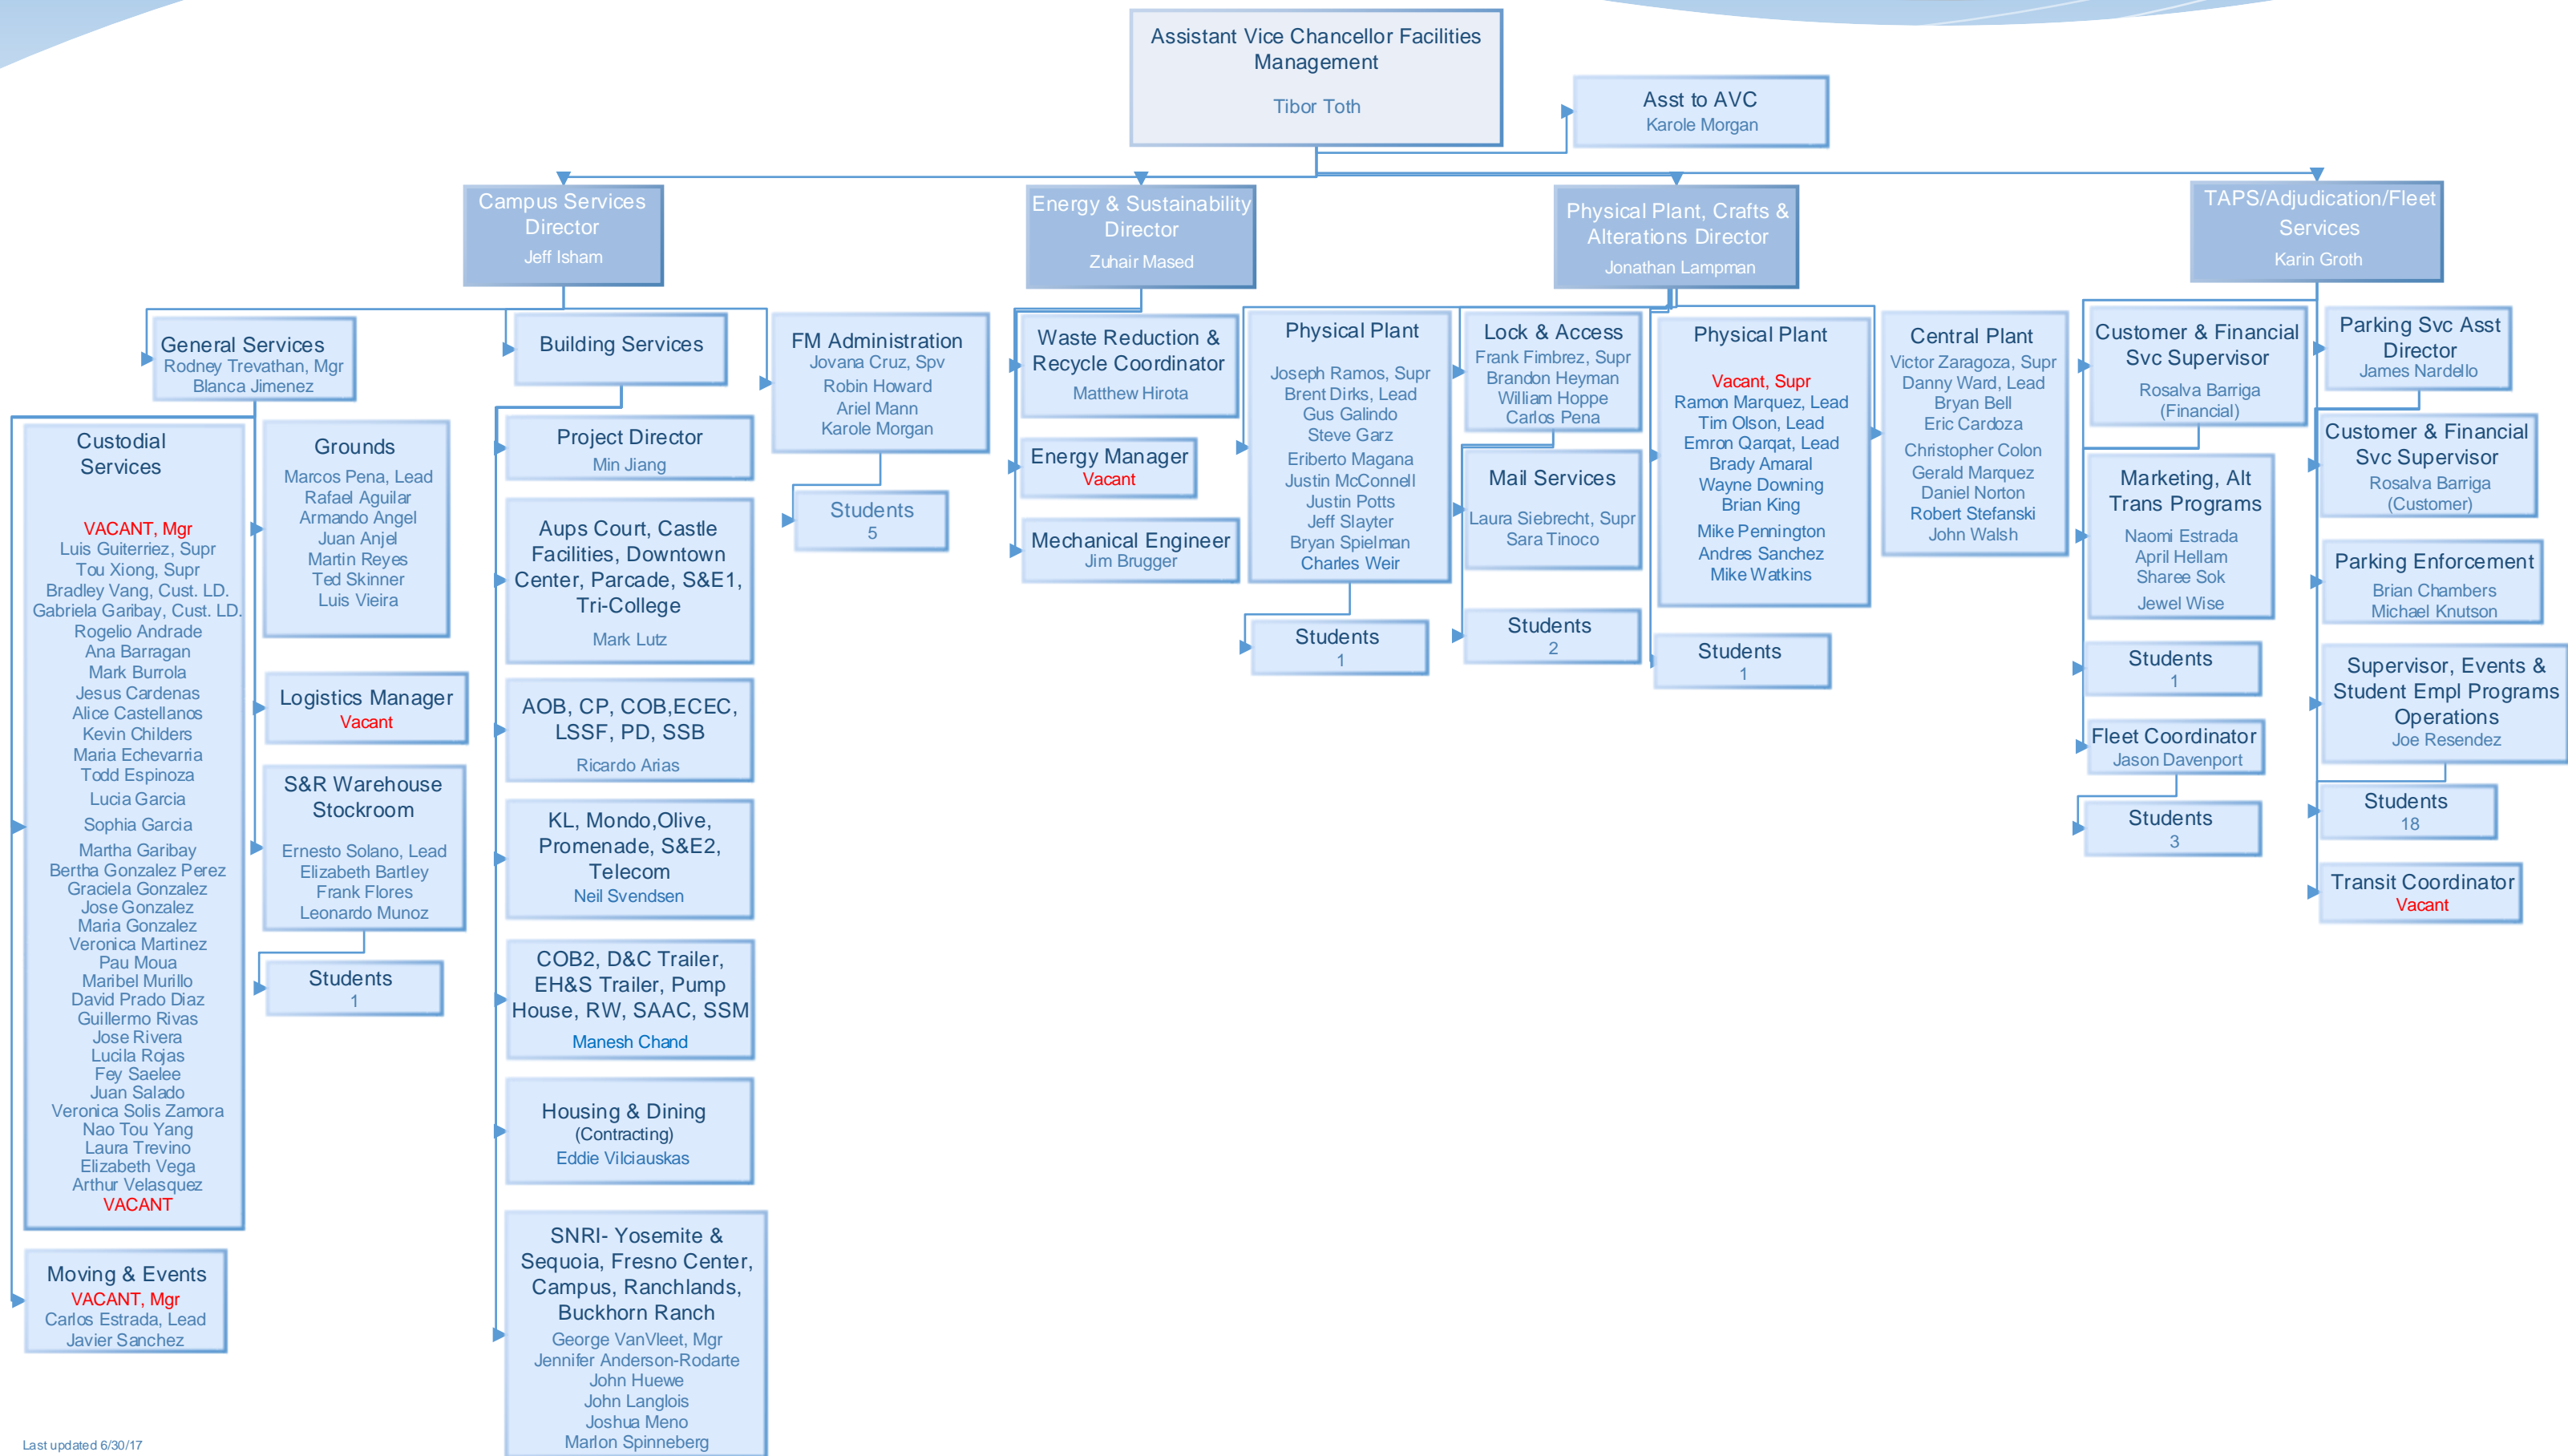 Assistant Vice Chancellor Facilities
Management
Tibor Toth
Asst to AVC
Karole Morgan
Campus Services
Director
Jeff Isham
Energy & Sustainability
Director
Zuhair Mased
Physical Plant, Crafts &
Alterations Director
Jonathan Lampman
TAPS/Adjudication/Fleet
Services
Karin Groth
General Services
Rodney Trevathan, Mgr
Blanca Jimenez
Custodial
Services
VACANT, Mgr
Luis Guiterriez, Supr
Tou Xiong, Supr
Bradley Vang, Cust. LD.
Gabriela Garibay, Cust. LD.
Rogelio Andrade
Ana Barragan
Mark Burrola
Jesus Cardenas
Alice Castellanos
Kevin Childers
Maria Echevarria
Todd Espinoza
Lucia Garcia
Sophia Garcia
Martha Garibay
Bertha Gonzalez Perez
Graciela Gonzalez
Jose Gonzalez
Maria Gonzalez
Veronica Martinez
Pau Moua
Maribel Murillo
David Prado Diaz
Guillermo Rivas
Jose Rivera
Lucila Rojas
Fey Saelee
Juan Salado
Veronica Solis Zamora
Nao Tou Yang
Laura Trevino
Elizabeth Vega
Arthur Velasquez
VACANT
Moving & Events
VACANT, Mgr
Carlos Estrada, Lead
Javier Sanchez
Grounds
Marcos Pena, Lead
Rafael Aguilar
Armando Angel
Juan Anjel
Martin Reyes
Ted Skinner
Luis Vieira
Logistics Manager
Vacant
S&R Warehouse
Stockroom
Ernesto Solano, Lead
Elizabeth Bartley
Frank Flores
Leonardo Munoz
Students
1
Building Services
Project Director
Min Jiang
Aups Court, Castle
Facilities, Downtown
Center, Parcade, S&E1,
Tri-College
Mark Lutz
AOB, CP, COB,ECEC,
LSSF, PD, SSB
Ricardo Arias
KL, Mondo,Olive,
Promenade, S&E2,
Telecom
Neil Svendsen
COB2, D&C Trailer,
EH&S Trailer, Pump
House, RW, SAAC, SSM
Manesh Chand
Housing & Dining
(Contracting)
Eddie Vilciauskas
SNRI- Yosemite &
Sequoia, Fresno Center,
Campus, Ranchlands,
Buckhorn Ranch
George VanVleet, Mgr
Jennifer Anderson-Rodarte
John Huewe
John Langlois
Joshua Meno
Marlon Spinneberg
FM Administration
Jovana Cruz, Spv
Robin Howard
Ariel Mann
Karole Morgan
Students
5
Waste Reduction &
Recycle Coordinator
Matthew Hirota
Energy Manager
Vacant
Mechanical Engineer
Jim Brugger
Physical Plant
Joseph Ramos, Supr
Brent Dirks, Lead
Gus Galindo
Steve Garz
Eriberto Magana
Justin McConnell
Justin Potts
Jeff Slayter
Bryan Spielman
Charles Weir
Students
1
Lock & Access
Frank Fimbrez, Supr
Brandon Heyman
William Hoppe
Carlos Pena
Mail Services
Laura Siebrecht, Supr
Sara Tinoco
Students
2
Physical Plant
Vacant, Supr
Ramon Marquez, Lead
Tim Olson, Lead
Emron Qarqat, Lead
Brady Amaral
Wayne Downing
Brian King
Mike Pennington
Andres Sanchez
Mike Watkins
Students
1
Central Plant
Victor Zaragoza, Supr
Danny Ward, Lead
Bryan Bell
Eric Cardoza
Christopher Colon
Gerald Marquez
Daniel Norton
Robert Stefanski
John Walsh
Customer & Financial
Svc Supervisor
Rosalva Barriga
(Financial)
Marketing, Alt
Trans Programs
Naomi Estrada
April Hellam
Sharee Sok
Jewel Wise
Students
1
Fleet Coordinator
Jason Davenport
Students
3
Parking Svc Asst
Director
James Nardello
Customer & Financial
Svc Supervisor
Rosalva Barriga
(Customer)
Parking Enforcement
Brian Chambers
Michael Knutson
Supervisor, Events &
Student Empl Programs
Operations
Joe Resendez
Students
18
Transit Coordinator
Vacant
Last updated 6/30/17